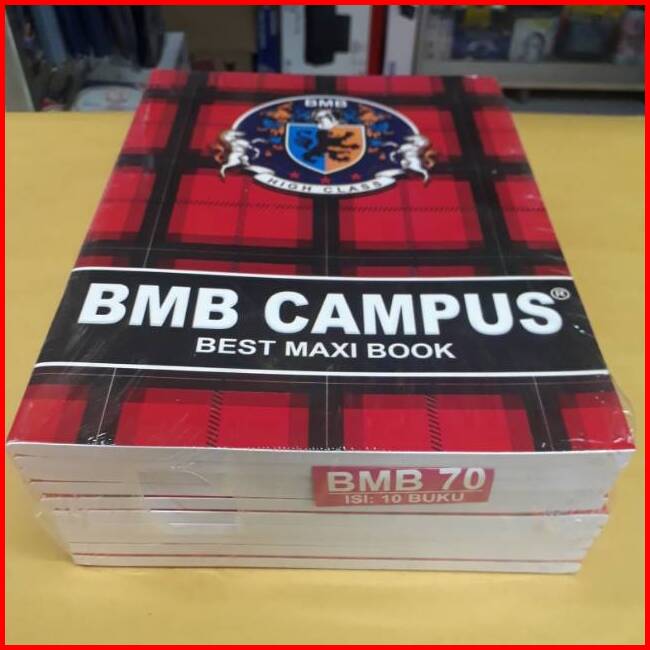 BMB
HIGH CLASS
BMB CAMPUS®
BEST MAXI BOOK
BMB 70
ISI: 10 BUKU